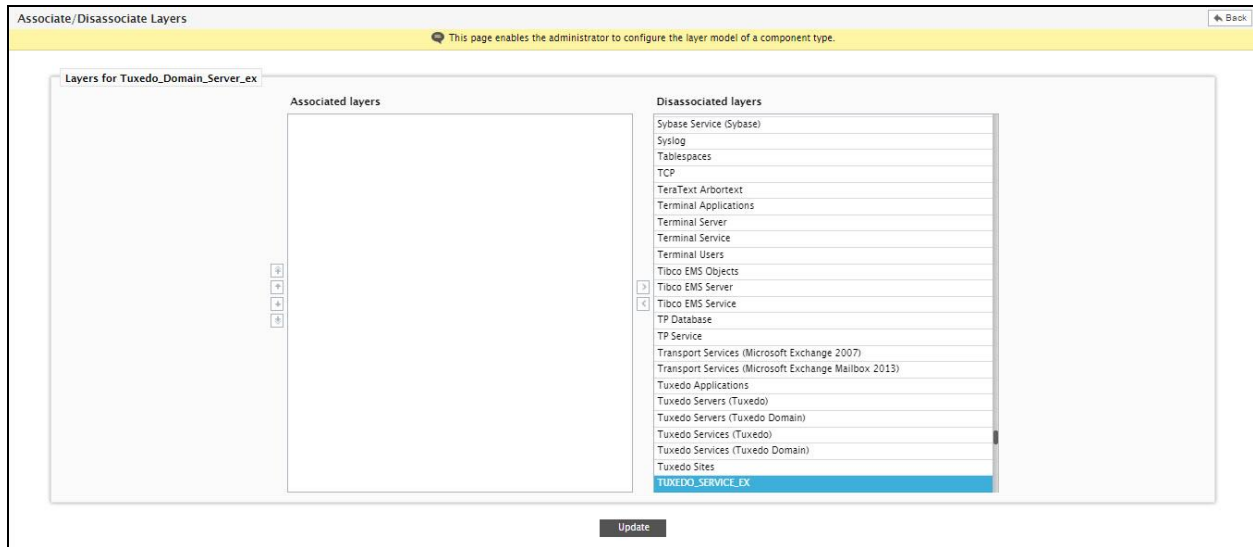 Associate/Disassociate Layers
Back
This page enables the administrator to configure the layer model of a component type.
Layers for Tuxedo_Domain_Server_ex
Associated layers
Disassociated layers
Sybase Service (Sybase)
Syslog
Tablespaces
TCP
TeraText Arbortext
Terminal Applications
Terminal Server
Terminal Service
Terminal Users
Tibco EMS Objects
Tibco EMS Server
Tibco EMS Service
TP Database
TP Service
Transport Services (Microsoft Exchange 2007)
Transport Services (Microsoft Exchange Mailbox 2013)
Tuxedo Applications
Tuxedo Servers (Tuxedo)
Tuxedo Servers (Tuxedo Domain)
Tuxedo Services (Tuxedo)
Tuxedo Services (Tuxedo Domain)
Tuxedo Sites
TUXEDO_SERVICE_EX
Update